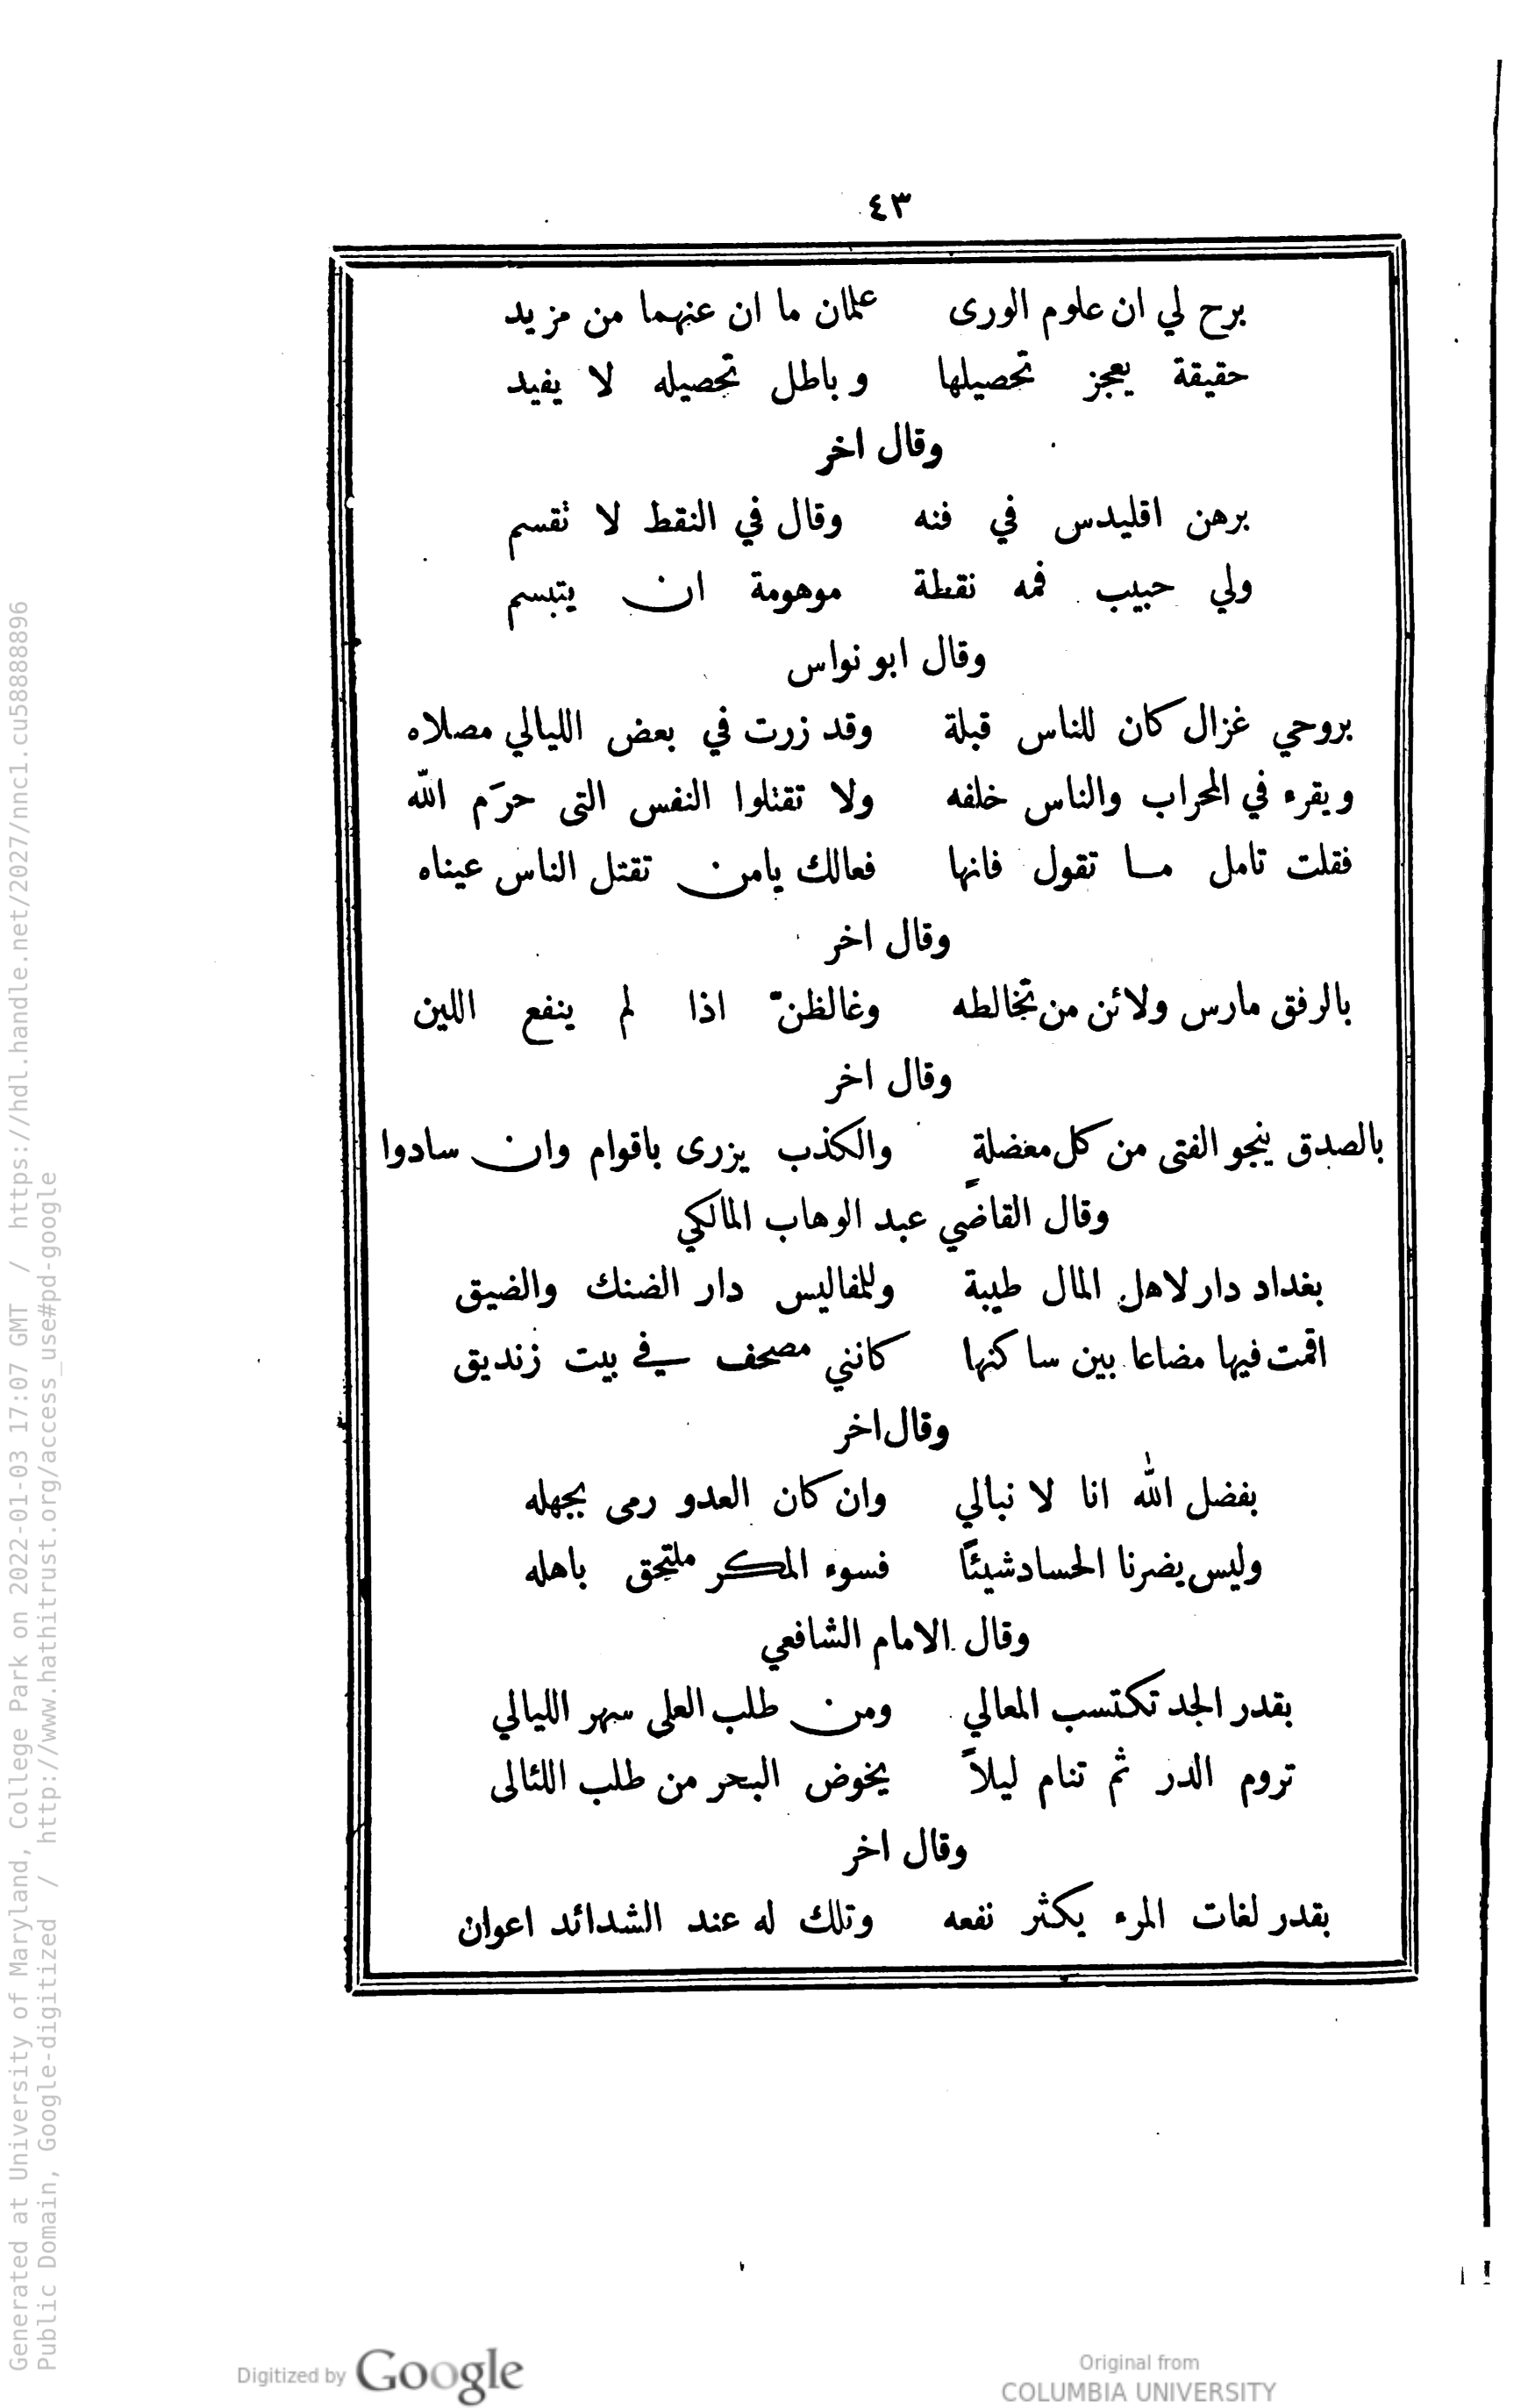 ٤٣
برح لي ان علوم الورى علمان ما ان عنهما من مزيد
حقيقة يعجز تحصيلها وباطل تحصيله لا يفيد
وقال اخر
برهن اقليدس في فنه وقال في النقط لا تقسم
ولي حبيب فمه نقطة موهومة ان يتبسم
وقال ابو نواس
بروحي غزال كان للناس قبلة وقد زرت في بعض الليالي مصلاه
ويقرء في المحراب والناس خلفه ولا تقتلوا النفس التى حرّم الله
فقلت تامل ما تقول فانها فعالك يامن تقتل الناس عيناه
وقال اخر
بالرفق مارس ولائن من تخالطه وغالظنّ اذا لم ينفع اللين
وقال اخر
بالصدق ينجو الفتى من كل معضلةٍ والكذب يزرى باقوام وان سادوا
وقال القاضي عبد الوهاب المالكي
بغداد دار لاهل المال طيبة وللمفاليس دار الضنك والضيق
اقمت فيها مضاعا بين ساكنها كانني مصحف في بيت زنديق
وقال اخر
بفضل الله انا لا نبالي وان كان العدو رمى بجهله
وليس يضرنا الحساد شيئًا فسوء المكر ملتحق باهله
وقال الامام الشافعي
بقدر الجد تكتسب المعالي ومن طلب العلى سهر الليالي
تروم الدر ثم تنام ليلاً يخوض البحر من طلب اللئالى
وقال اخر
بقدر لغات المرء يكثر نفعه وتلك له عند الشدائد اعوان
Digitized by Google
Original from
COLUMBIA UNIVERSITY
Generated at University of Maryland, College Park on 2022-01-03 17:07 GMT / https://hdl.handle.net/2027/nnc1.cu58888896
Public Domain, Google-digitized / http://www.hathitrust.org/access_use#pd-google